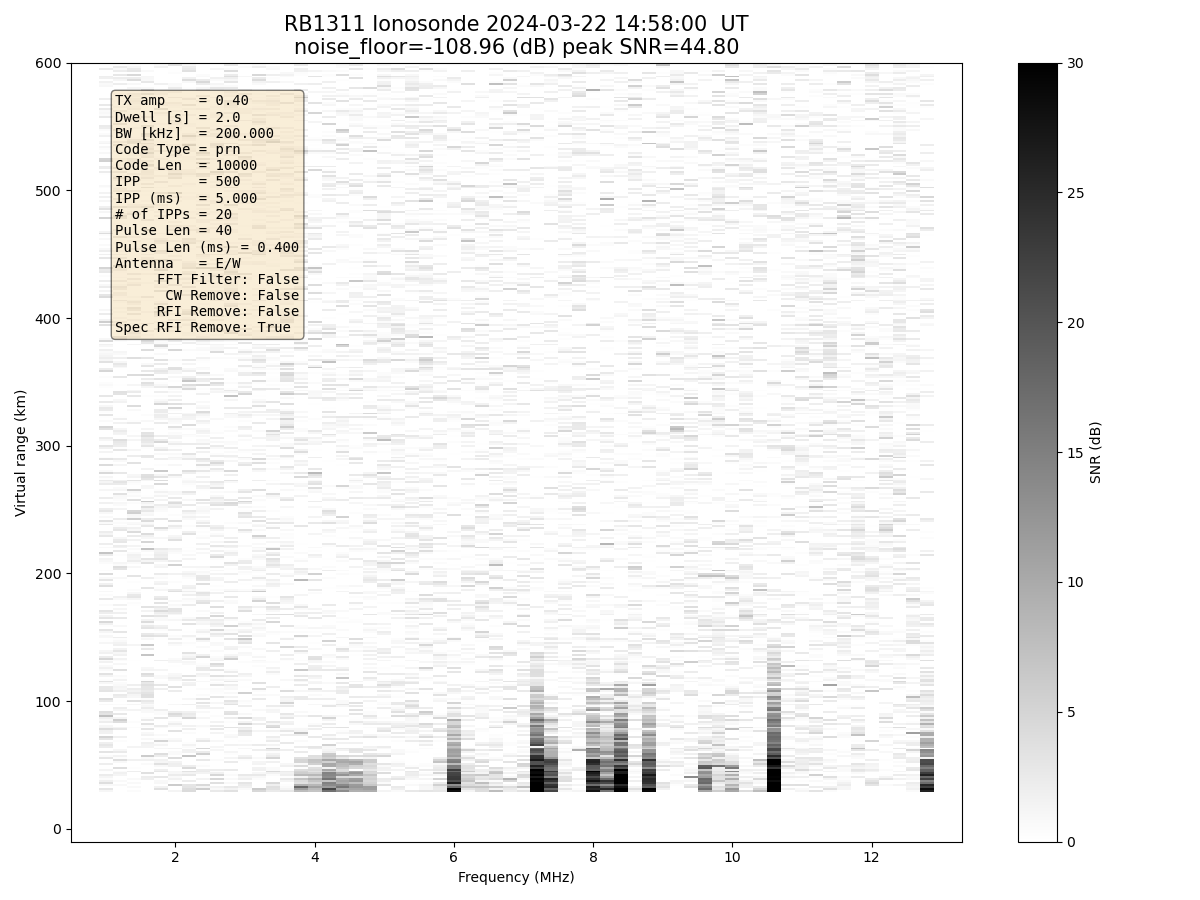 RB1311 Ionosonde 2024-03-22 14:58:00 UT
noise_floor=-108.96 (dB) peak SNR=44.80
TX amp = 0.40
Dwell [s] = 2.0
BW [kHz] = 200.000
Code Type = prn
Code Len = 10000
IPP = 500
IPP (ms) = 5.000
# of IPPs = 20
Pulse Len = 40
Pulse Len (ms) = 0.400
Antenna = E/W
FFT Filter: False
CW Remove: False
RFI Remove: False
Spec RFI Remove: True
Virtual range (km)
600
500
400
300
200
100
0
2 4 6 8 10 12
Frequency (MHz)
30
25
20
15
10
5
0
SNR (dB)